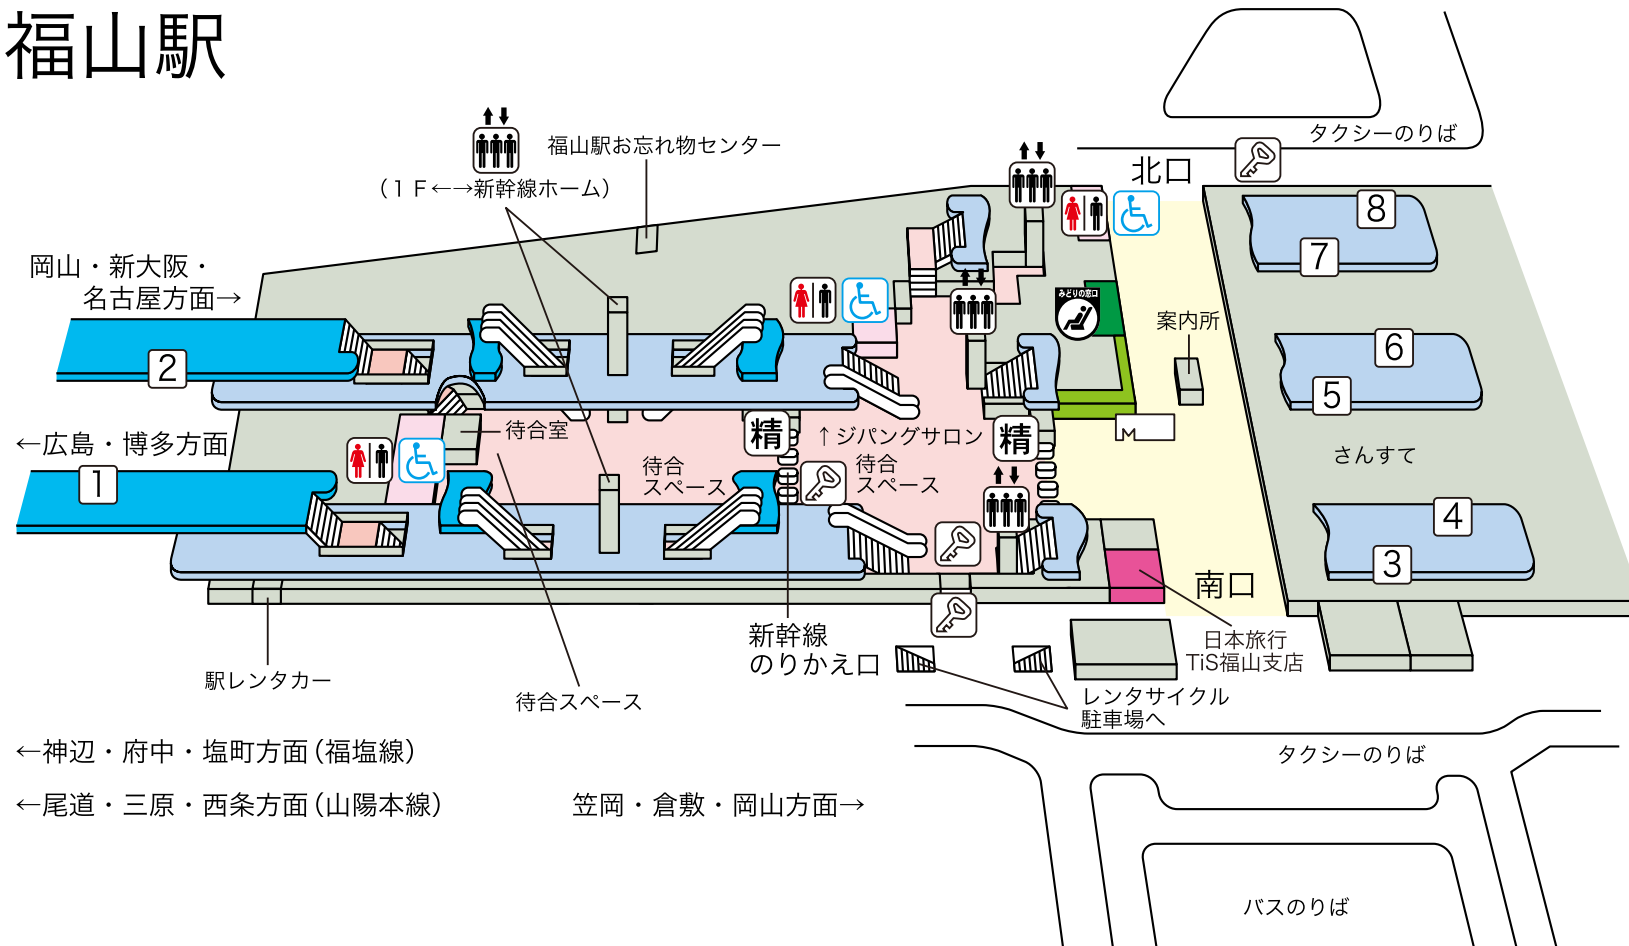 福山駅
福山駅お忘れ物センター
(1F←→新幹線ホーム)
タクシーのりば
北口
岡山・新大阪・
名古屋方面→
8
7
みどりの窓口
案内所
2
6
5
←広島・博多方面
待合室
精
↑ジパングサロン
精
待合
スペース
待合
スペース
さんすて
M
1
4
3
南口
新幹線
のりかえ口
日本旅行
TiS福山支店
駅レンタカー
待合スペース
レンタサイクル
駐車場へ
←神辺・府中・塩町方面(福塩線)
タクシーのりば
←尾道・三原・西条方面(山陽本線)
笠岡・倉敷・岡山方面→
バスのりば